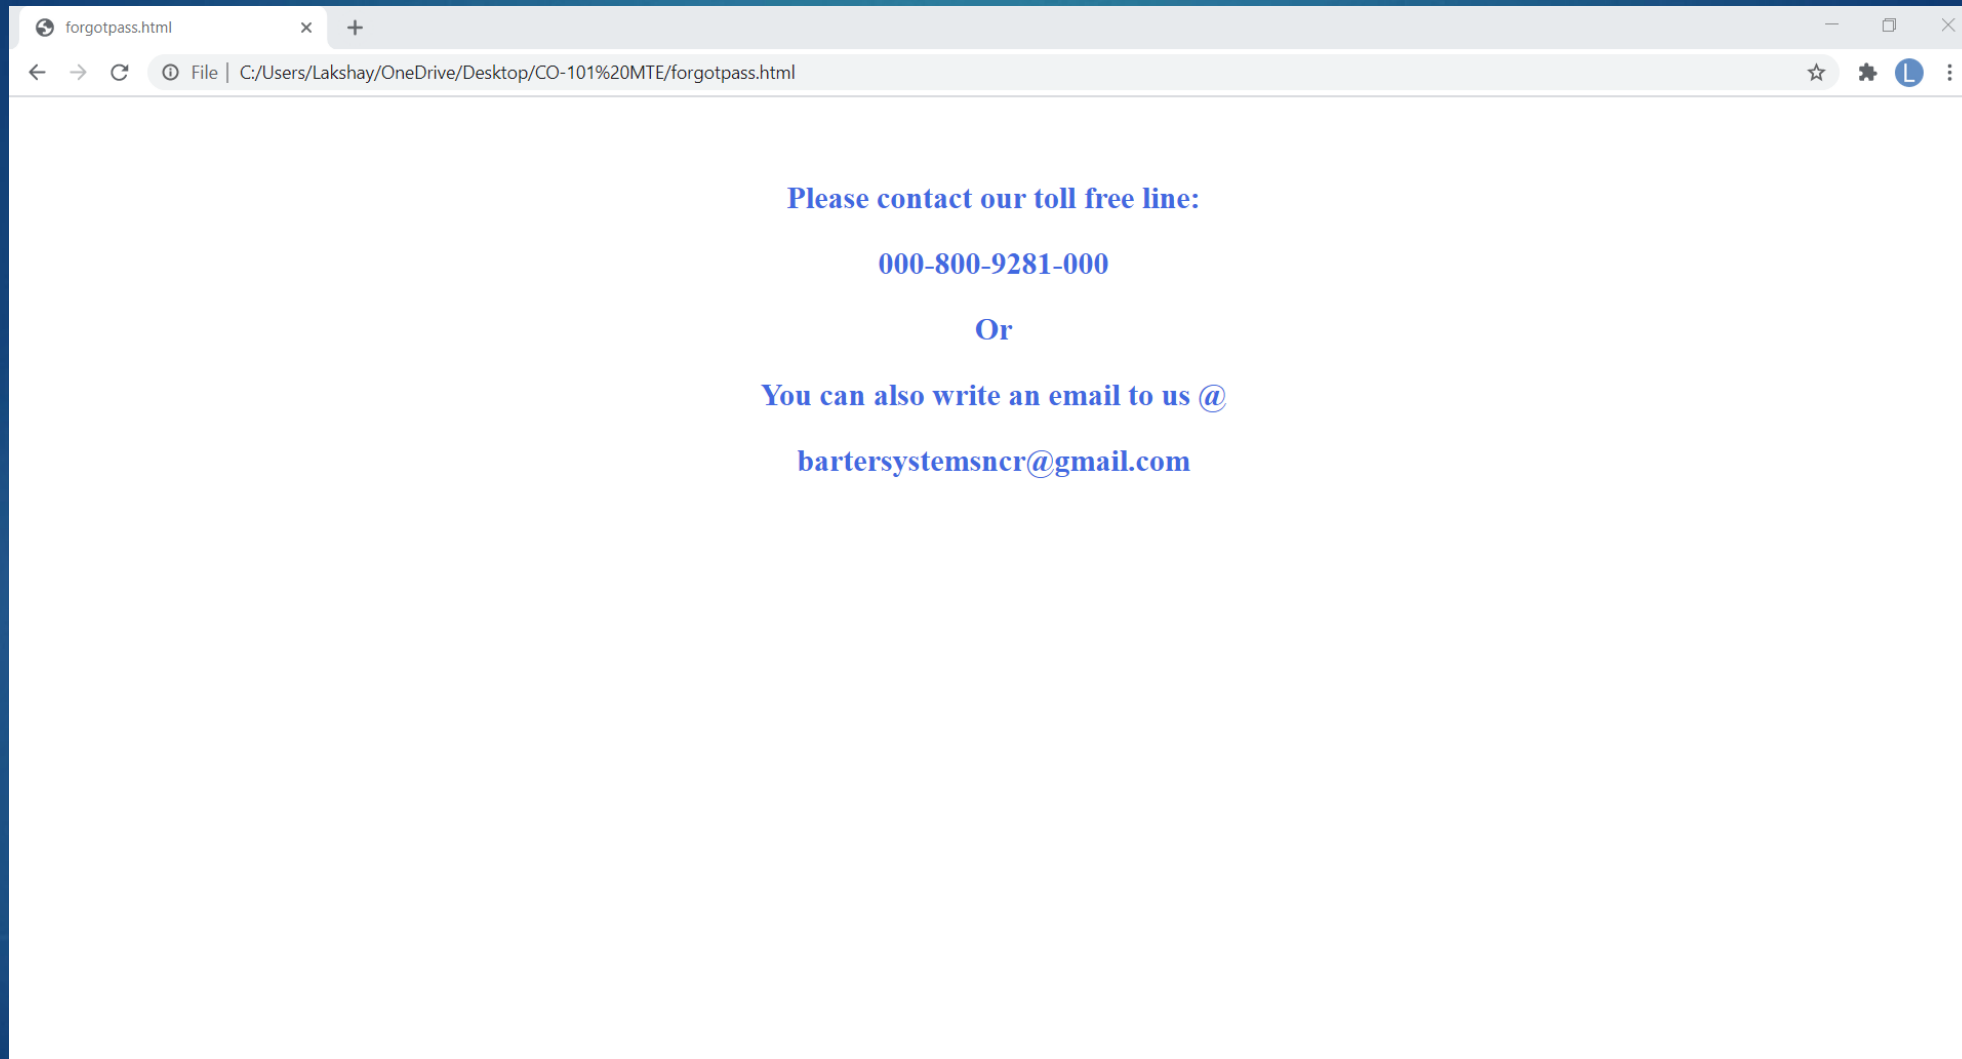 forgotpass.html
File | C:/Users/Lakshay/OneDrive/Desktop/CO-101%20MTE/forgotpass.html
L
Please contact our toll free line:
000-800-9281-000
Or
You can also write an email to us @
bartersystemsncr@gmail.com